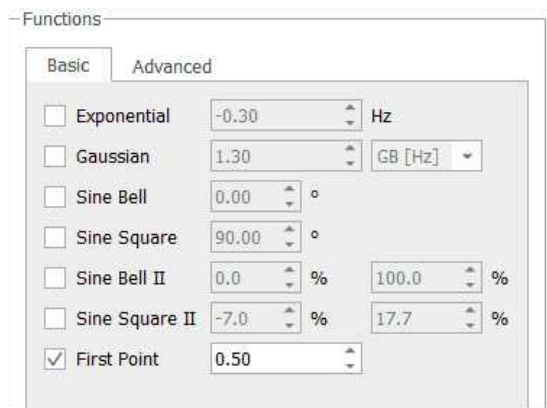 Functions
Basic Advanced
Exponential -0.30 Hz
Gaussian 1.30 GB [Hz]
Sine Bell 0.00 °
Sine Square 90.00 °
Sine Bell II 0.0 % 100.0 %
Sine Square II -7.0 % 17.7 %
First Point 0.50